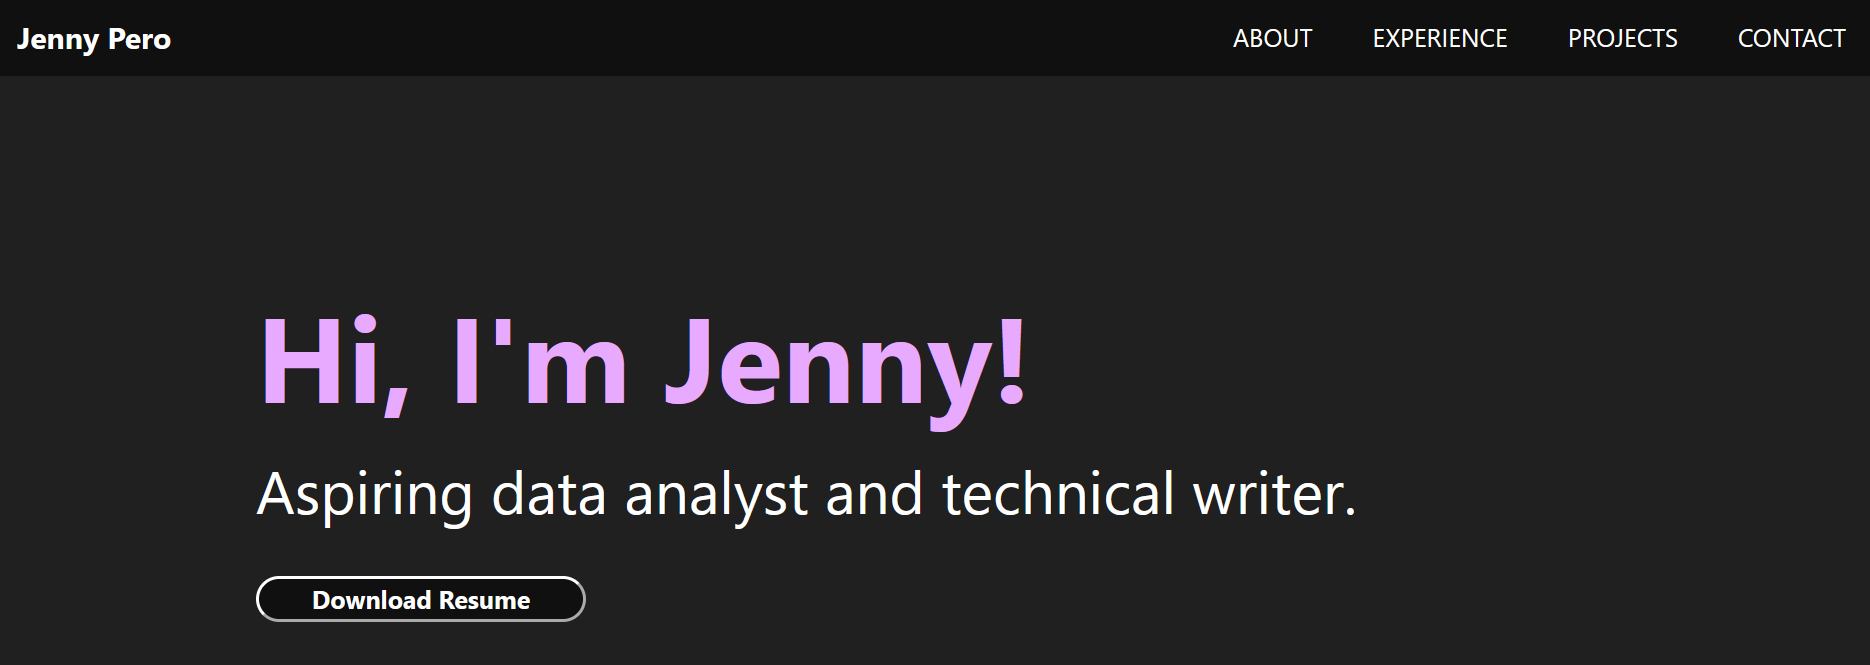 Jenny Pero
ABOUT
EXPERIENCE
PROJECTS
CONTACT
Hi, I'm Jenny!
Aspiring data analyst and technical writer.
Download Resume